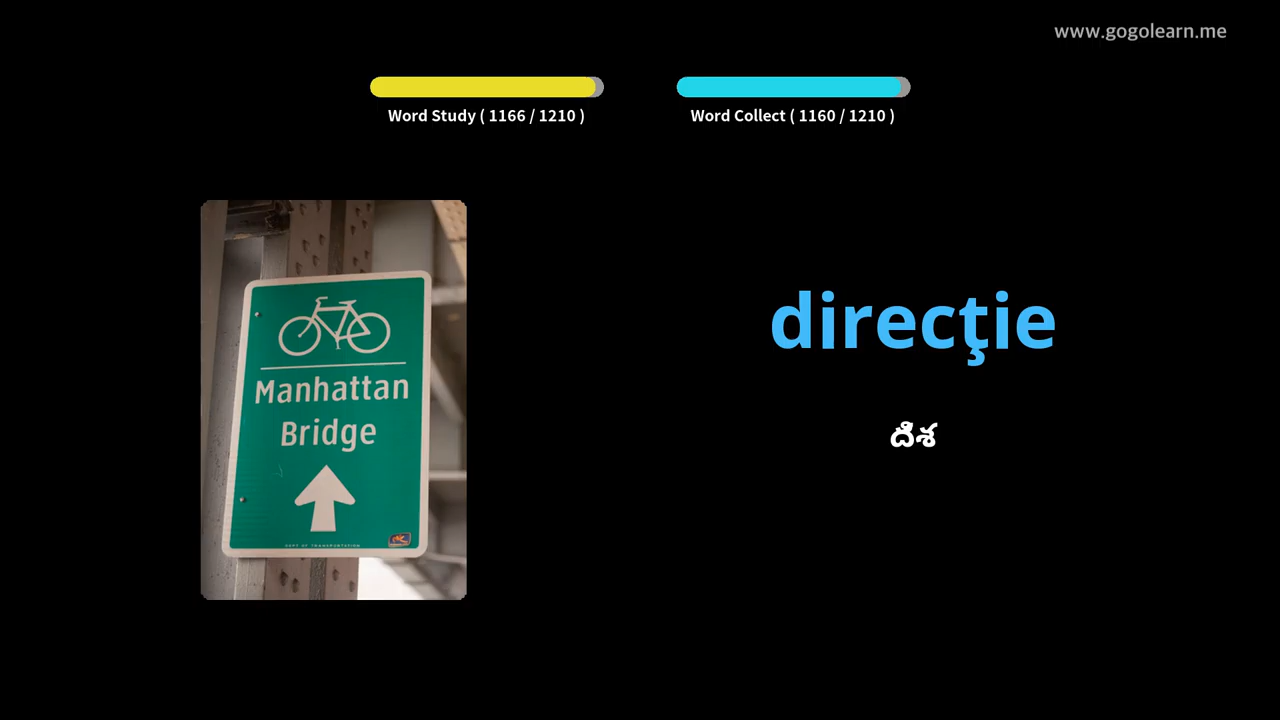 www.gogolearn.me
Word Study ( 1166 / 1210 )
Word Collect ( 1160 / 1210 )
Manhattan
Bridge
direcţie
దిశ